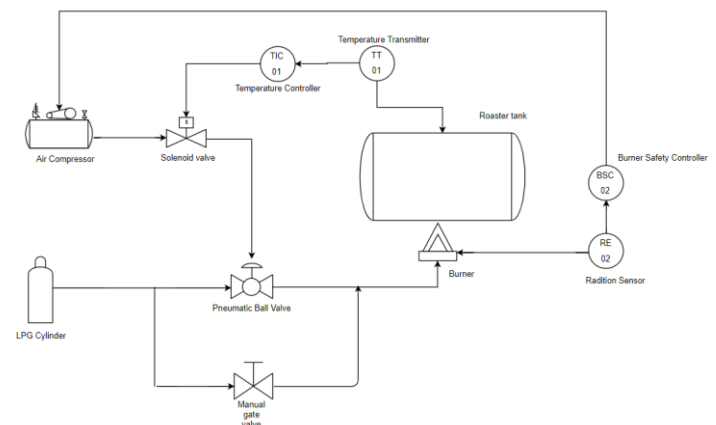 Temperature Transmitter
TIC
01
TT
01
Temperature Controller
Roaster tank
Air Compressor
Solenoid valve
Burner Safety Controller
BSC
02
RE
02
Burner
Radition Sensor
Pneumatic Ball Valve
LPG Cylinder
Manual
gate
valve